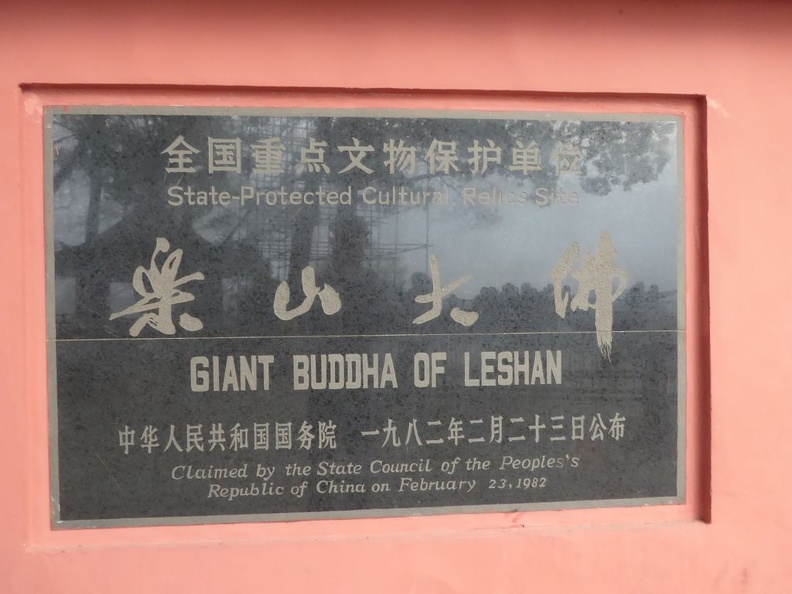 全国重点文物保护单位
State-Protected Cultural Relics Site
乐山大佛
GIANT BUDDHA OF LESHAN
中华人民共和国国务院 一九八二年二月二十三日公布
Claimed by the State Council of the Peoples's
Republic of China on February 23,1982